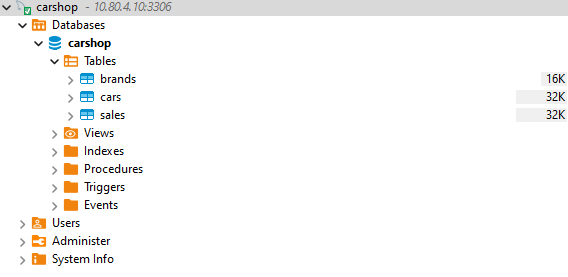 carshop - 10.80.4.10:3306
Databases
carshop
Tables
brands 16K
cars 32K
sales 32K
Views
Indexes
Procedures
Triggers
Events
Users
Administer
System Info